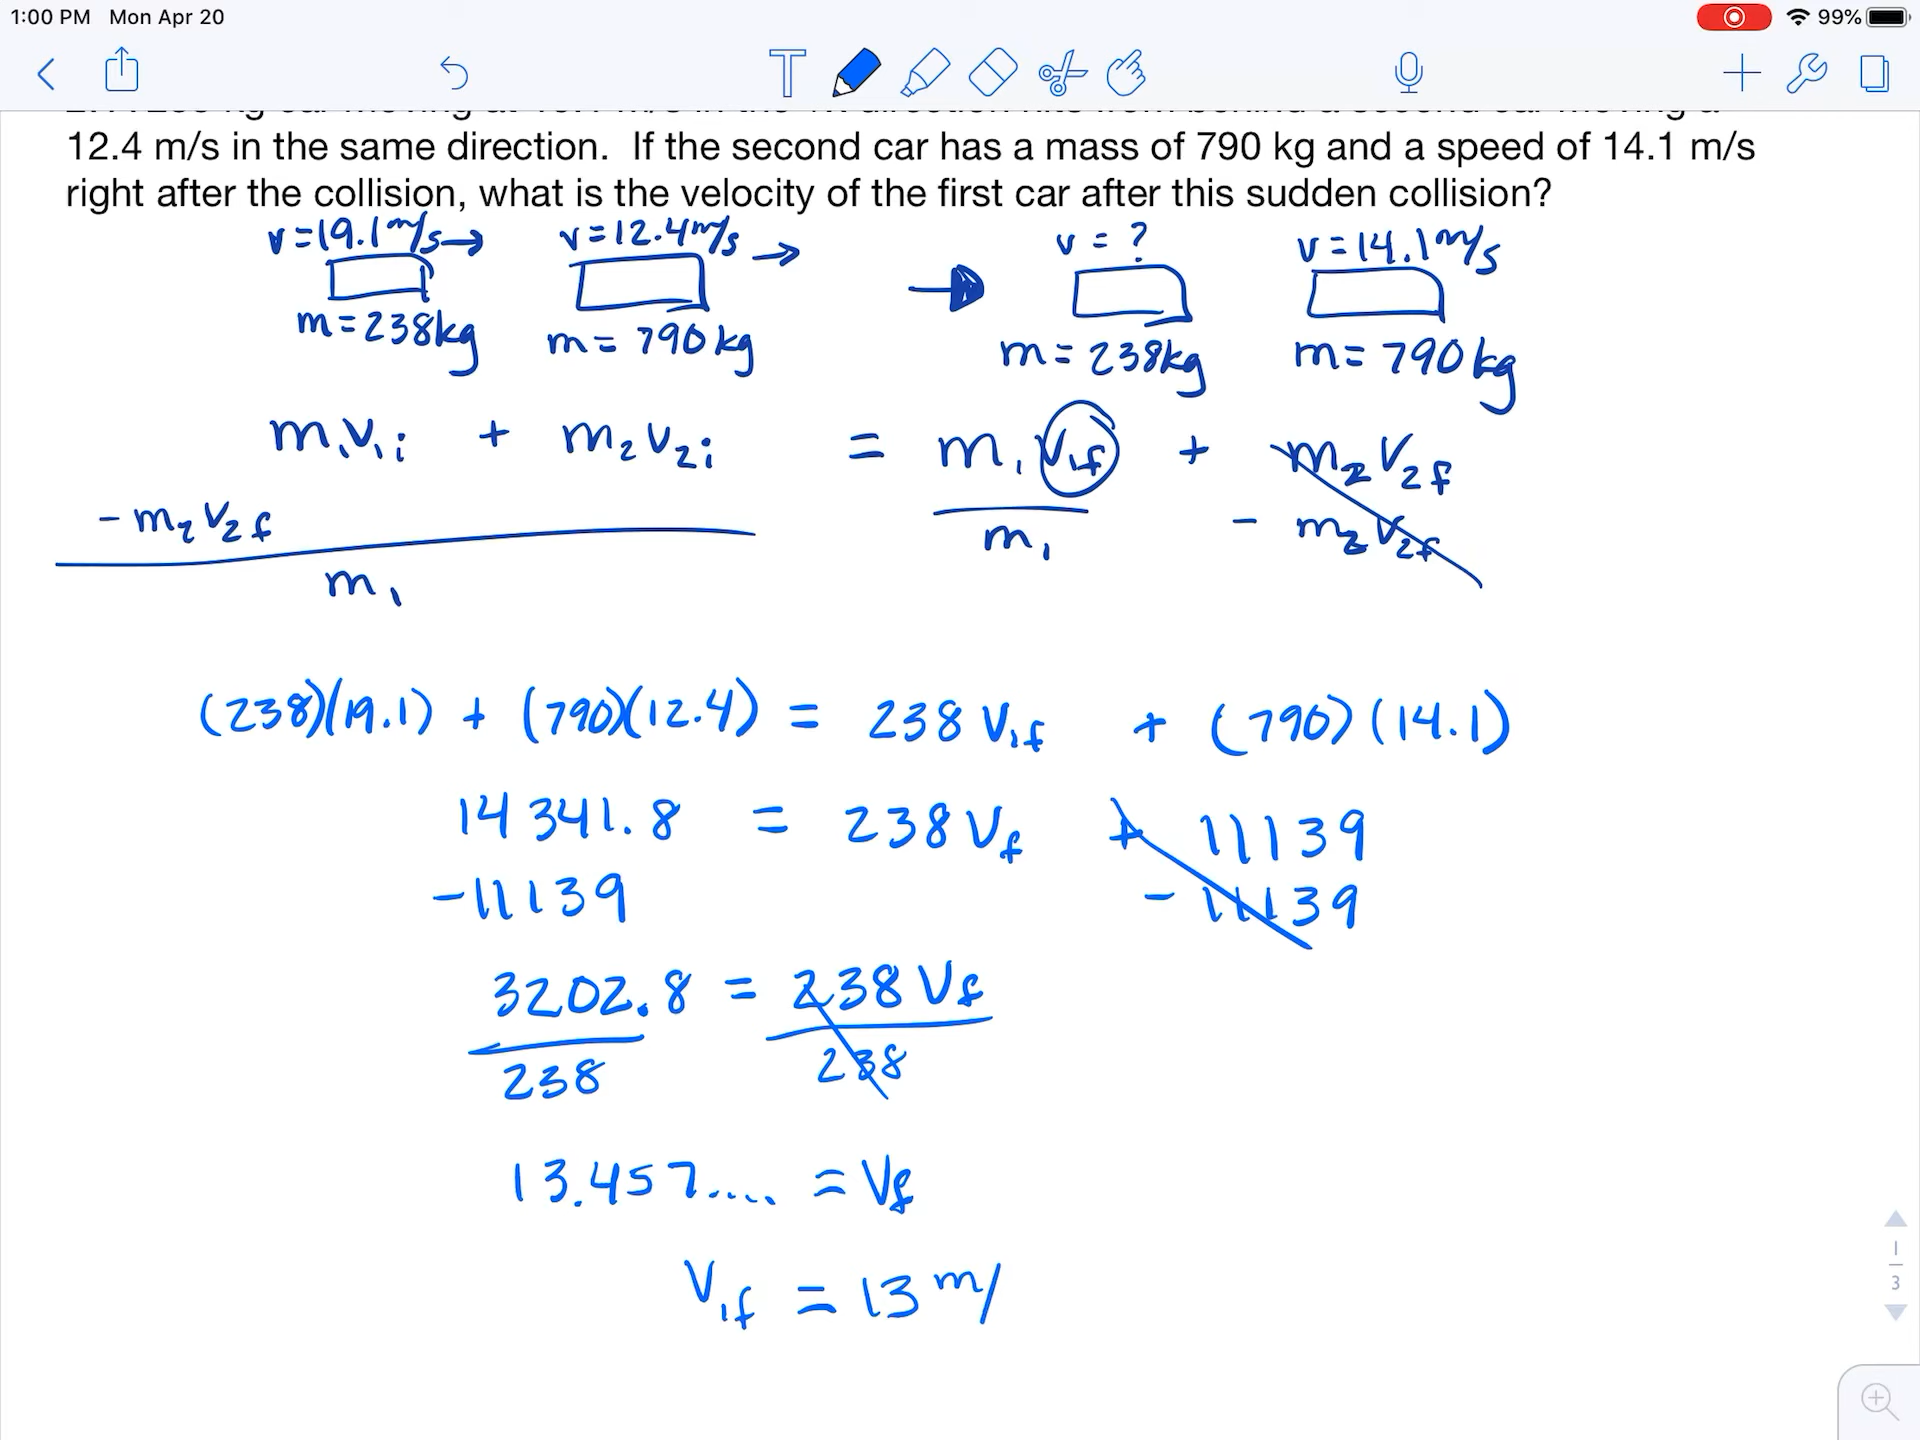 1:00 PM Mon Apr 20 99%
12.4 m/s in the same direction. If the second car has a mass of 790 kg and a speed of 14.1 m/s
right after the collision, what is the velocity of the first car after this sudden collision?
v=19.1m/s→ v=12.4m/s → v = ? v=14.1m/s
m=238kg m= 790kg → m=238kg m= 790kg
m₁v₁i + m₂v₂i = m₁v₁f + m₂v₂f
- m₂v₂f - m₂v₂f
m₁ m₁
(238)(19.1) + (790)(12.4) = 238 V₁f + (790)(14.1)
14341.8 = 238 Vf + 11139
-11139 - 11139
3202.8 = 238 Vf
238 238
13.457.... = Vf
V₁f = 13 m/
1
3